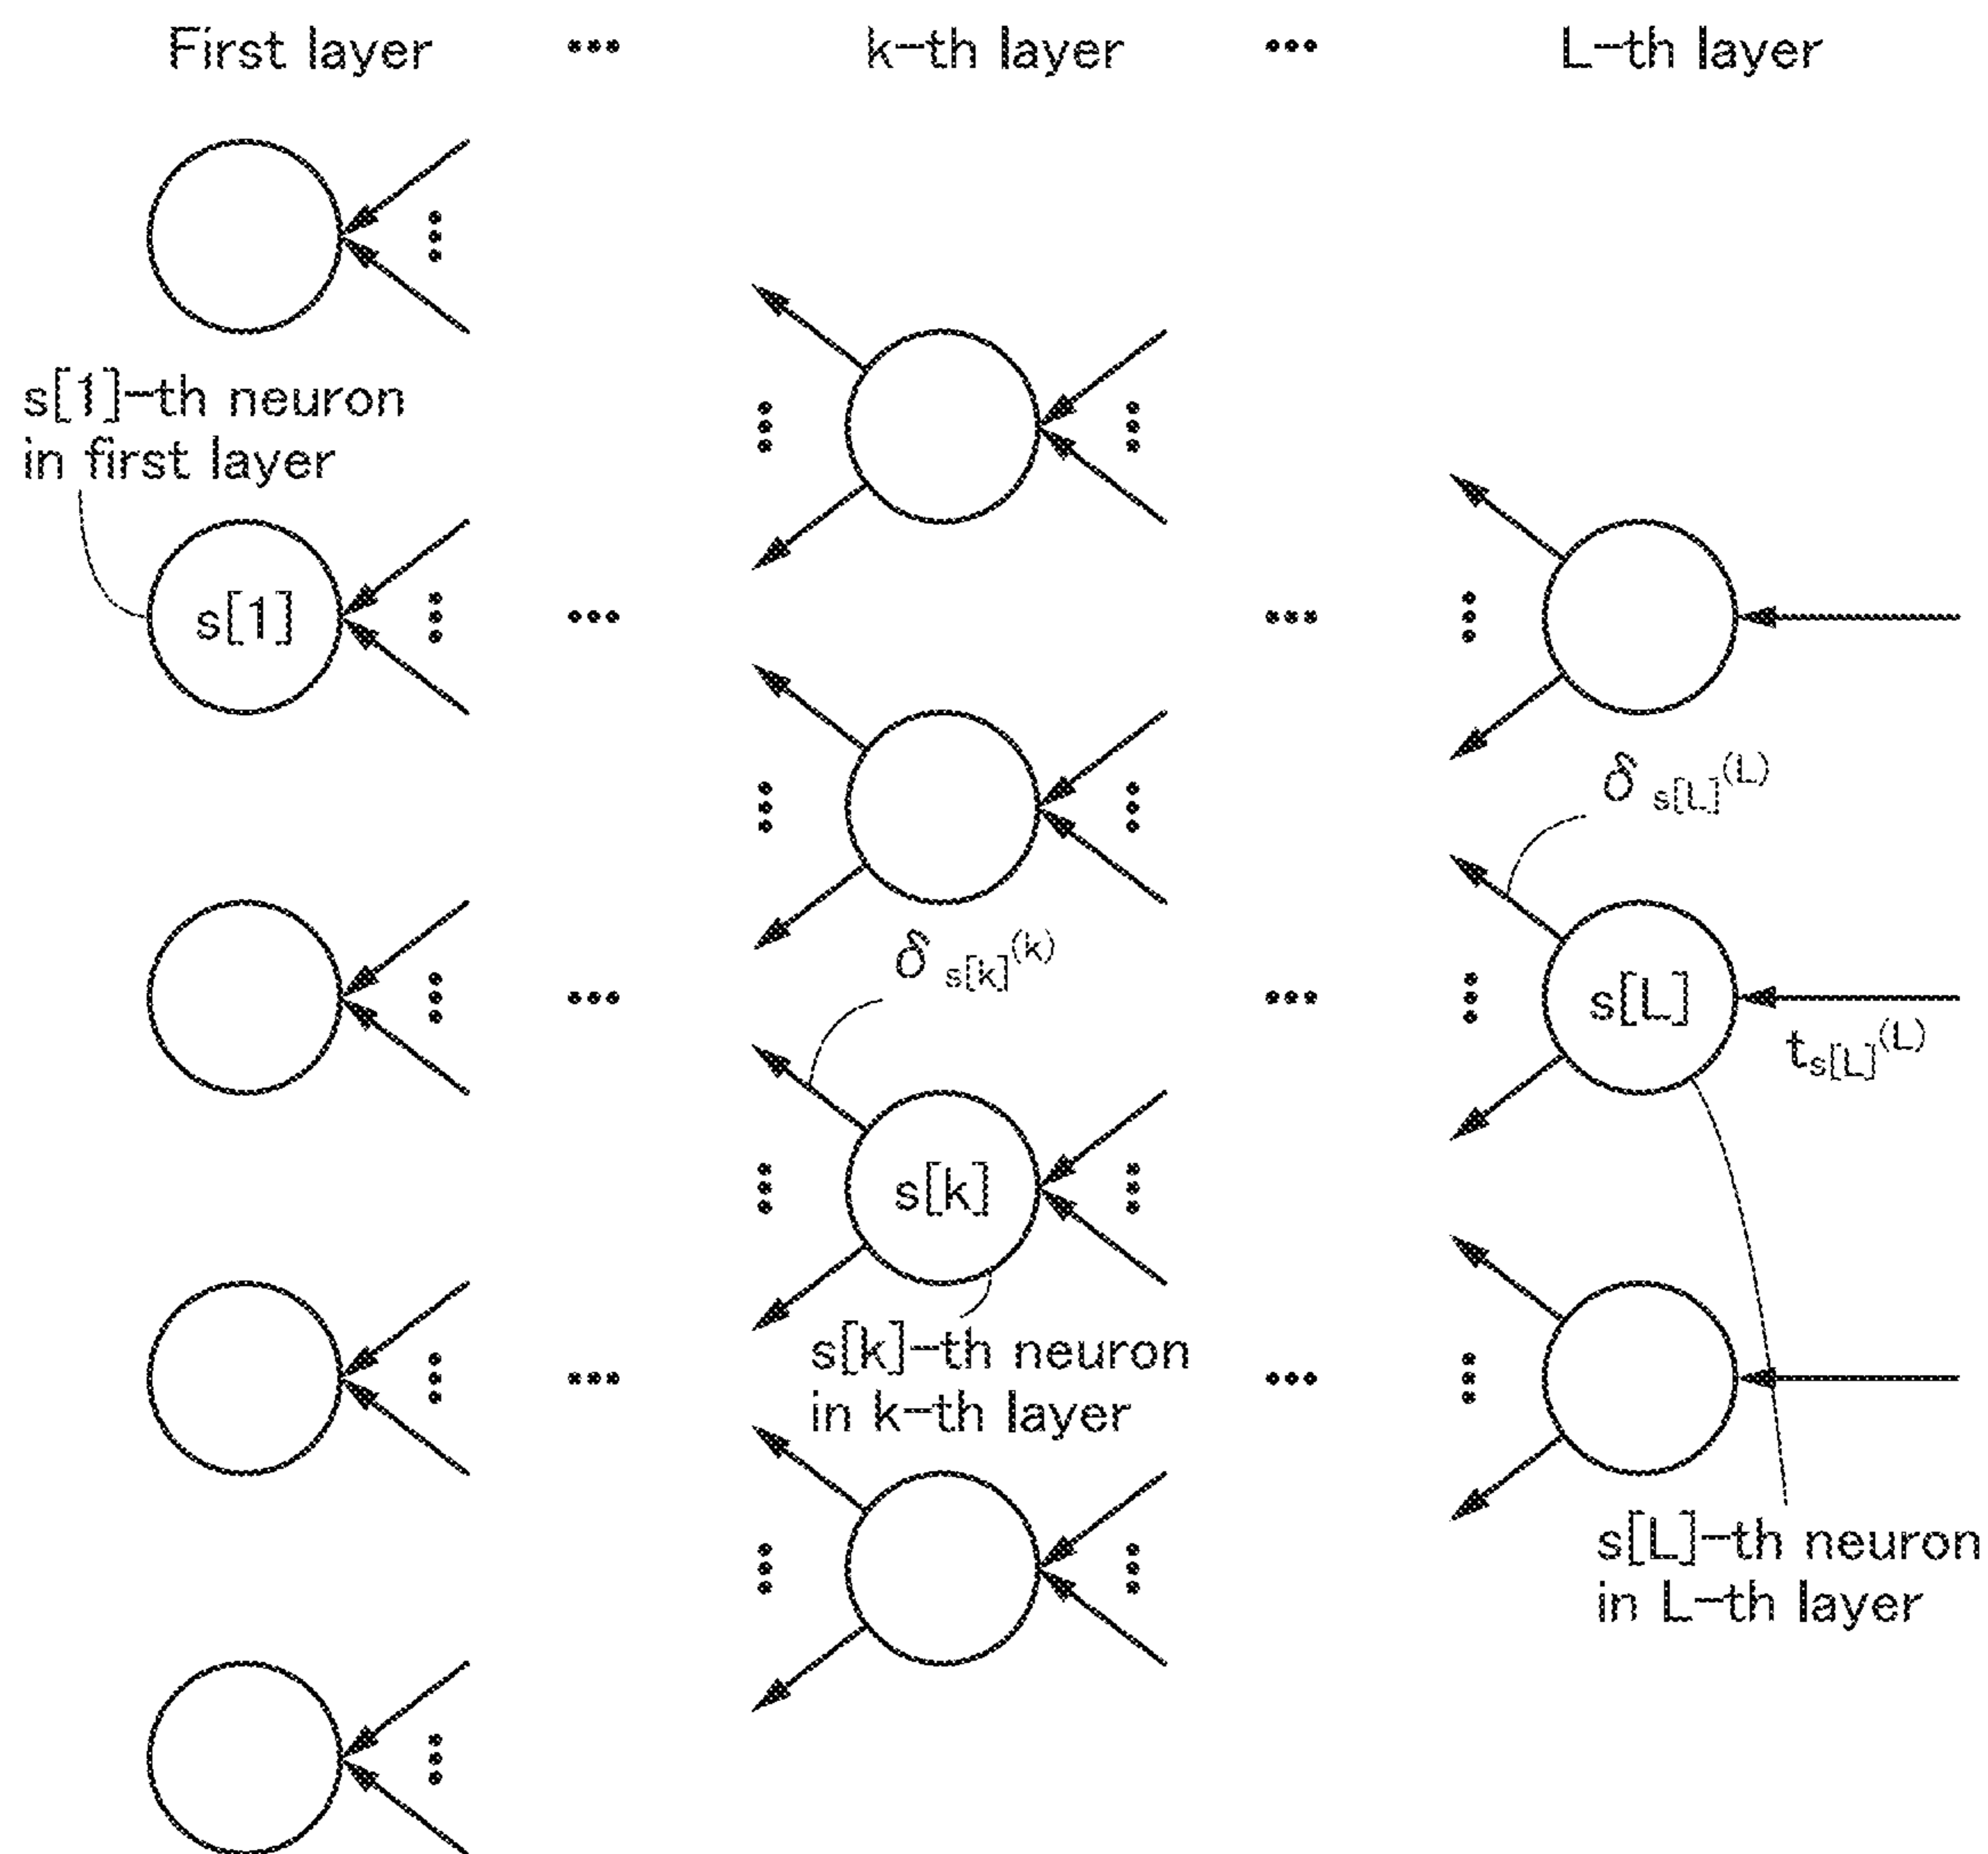 First layer ... k-th layer ... L-th layer
s[1]-th neuron
in first layer
s[1]
δ s[L]^(L)
δ s[k]^(k)
s[L]
t s[L]^(L)
s[k]
s[k]-th neuron
in k-th layer
s[L]-th neuron
in L-th layer